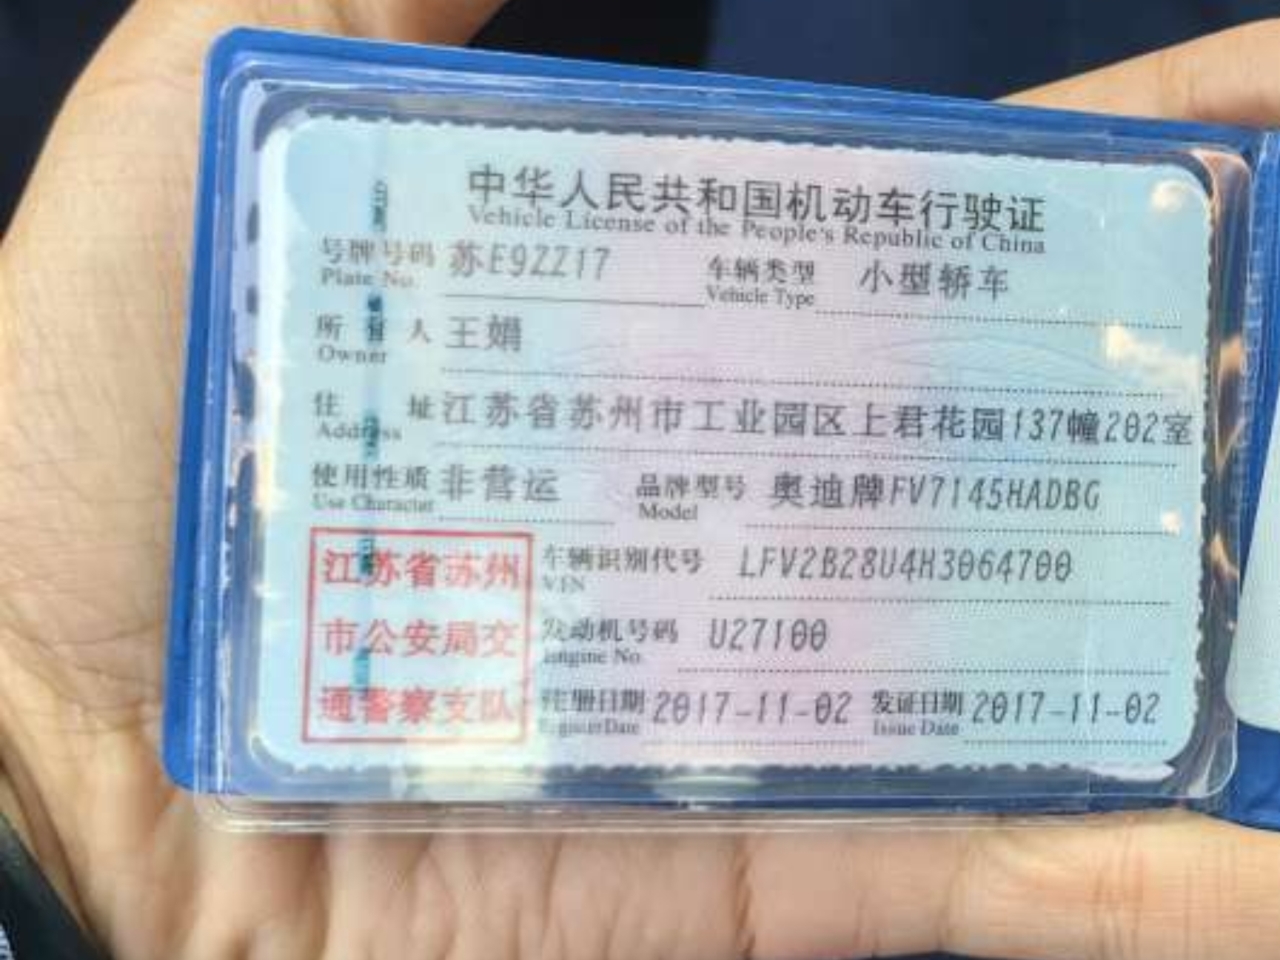 中华人民共和国机动车行驶证
Vehicle License of the People's Republic of China
号牌号码 苏E9ZZ17 车辆类型 小型轿车
Plate No. Vehicle Type
所有人 王娟
Owner
住址 江苏省苏州市工业园区上君花园137幢202室
Address
使用性质 非营运 品牌型号 奥迪牌FV7145HADBG
Use Character Model
江苏省苏州
市公安局交
通警察支队
车辆识别代号 LFV2B28U4H3064700
VIN
发动机号码 U27100
Engine No.
注册日期 2017-11-02 发证日期 2017-11-02
Register Date Issue Date